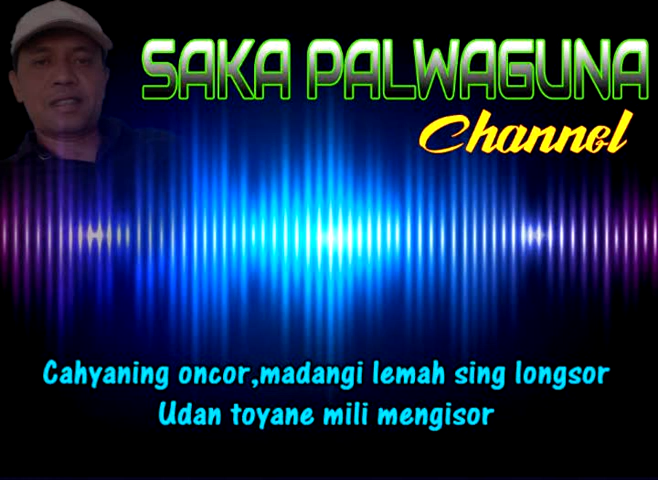 SAKA PALWAGUNA
Channel
Cahyaning oncor,madangi lemah sing longsor
Udan toyane mili mengisor